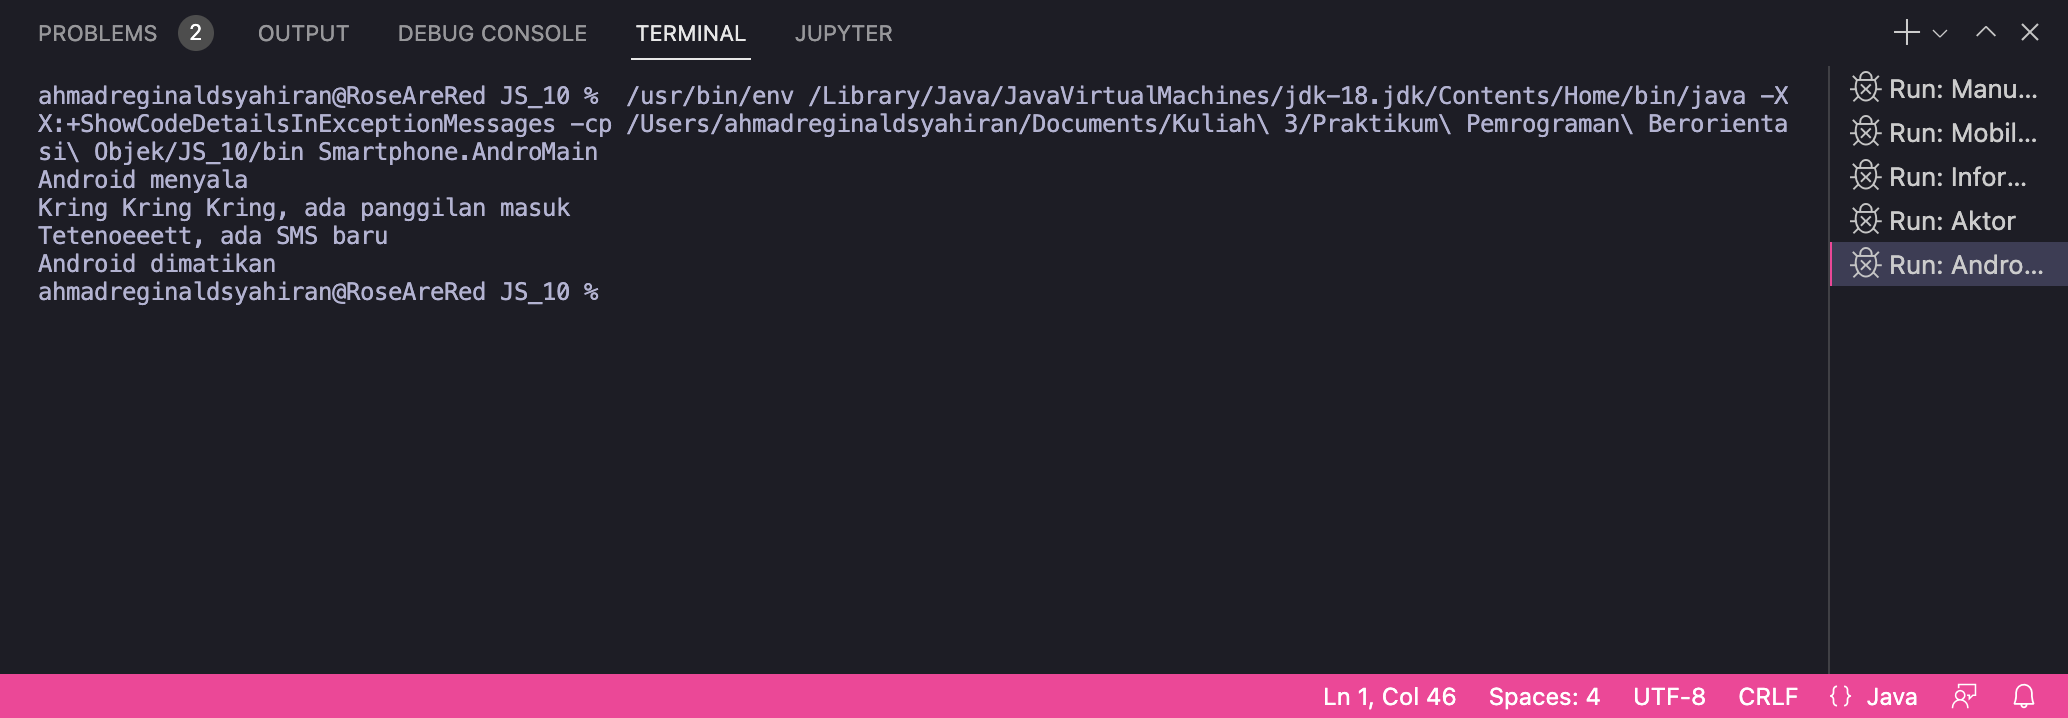 PROBLEMS 2 OUTPUT DEBUG CONSOLE TERMINAL JUPYTER
ahmadreginaldsyahiran@RoseAreRed JS_10 %  /usr/bin/env /Library/Java/JavaVirtualMachines/jdk-18.jdk/Contents/Home/bin/java -X
X:+ShowCodeDetailsInExceptionMessages -cp /Users/ahmadreginaldsyahiran/Documents/Kuliah\ 3/Praktikum\ Pemrograman\ Berorienta
si\ Objek/JS_10/bin Smartphone.AndroMain
Android menyala
Kring Kring Kring, ada panggilan masuk
Tetenoeeett, ada SMS baru
Android dimatikan
ahmadreginaldsyahiran@RoseAreRed JS_10 %
Run: Manu...
Run: Mobil...
Run: Infor...
Run: Aktor
Run: Andro...
Ln 1, Col 46 Spaces: 4 UTF-8 CRLF {} Java